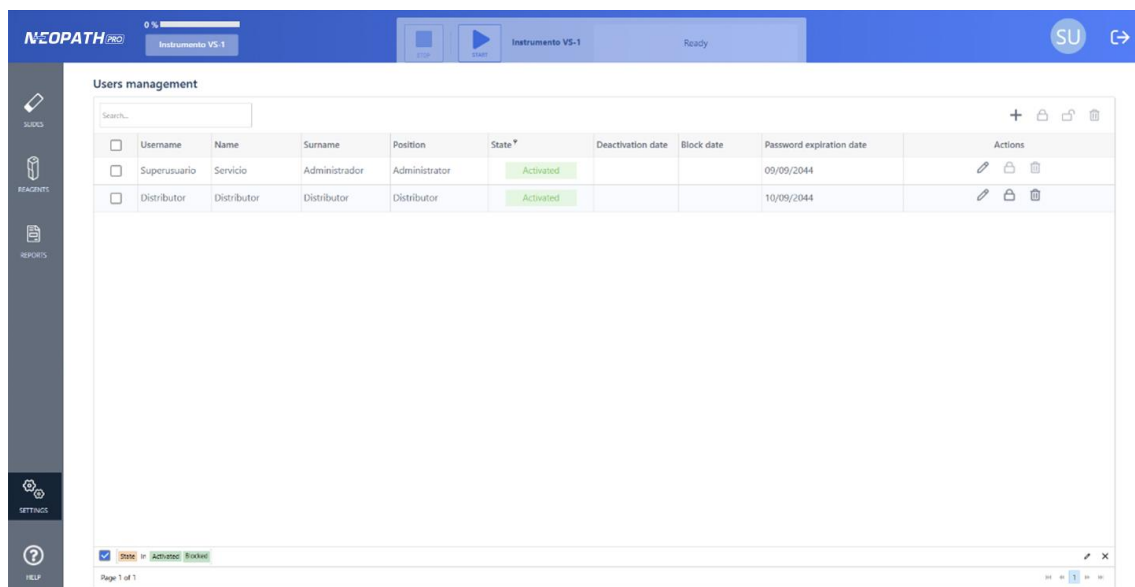 NEOPATH PRO
0 %
Instrumento VS-1
STOP
START
Instrumento VS-1
Ready
SU
SLIDES
REAGENTS
REPORTS
SETTINGS
HELP
Users management
Search...
Username Name Surname Position State Deactivation date Block date Password expiration date Actions
Superusuario Servicio Administrador Administrator Activated 09/09/2044
Distributor Distributor Distributor Distributor Activated 10/09/2044
State In Activated Blocked
Page 1 of 1
1